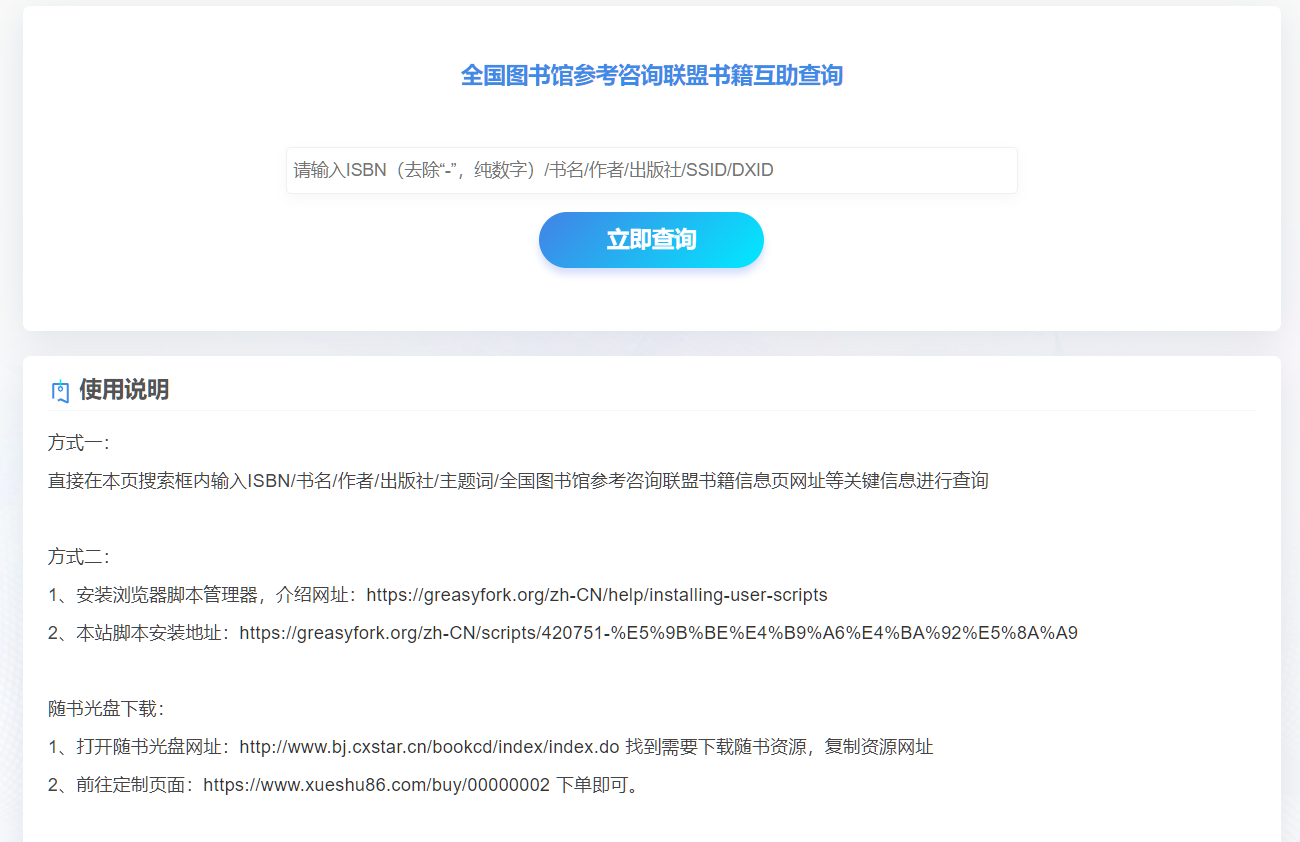 全国图书馆参考咨询联盟书籍互助查询
请输入ISBN（去除“-”，纯数字）/书名/作者/出版社/SSID/DXID
立即查询
使用说明
方式一：
直接在本页搜索框内输入ISBN/书名/作者/出版社/主题词/全国图书馆参考咨询联盟书籍信息页网址等关键信息进行查询
方式二：
1、安装浏览器脚本管理器，介绍网址：https://greasyfork.org/zh-CN/help/installing-user-scripts
2、本站脚本安装地址：https://greasyfork.org/zh-CN/scripts/420751-%E5%9B%BE%E4%B9%A6%E4%BA%92%E5%8A%A9
随书光盘下载：
1、打开随书光盘网址：http://www.bj.cxstar.cn/bookcd/index/index.do 找到需要下载随书资源，复制资源网址
2、前往定制页面：https://www.xueshu86.com/buy/00000002 下单即可。